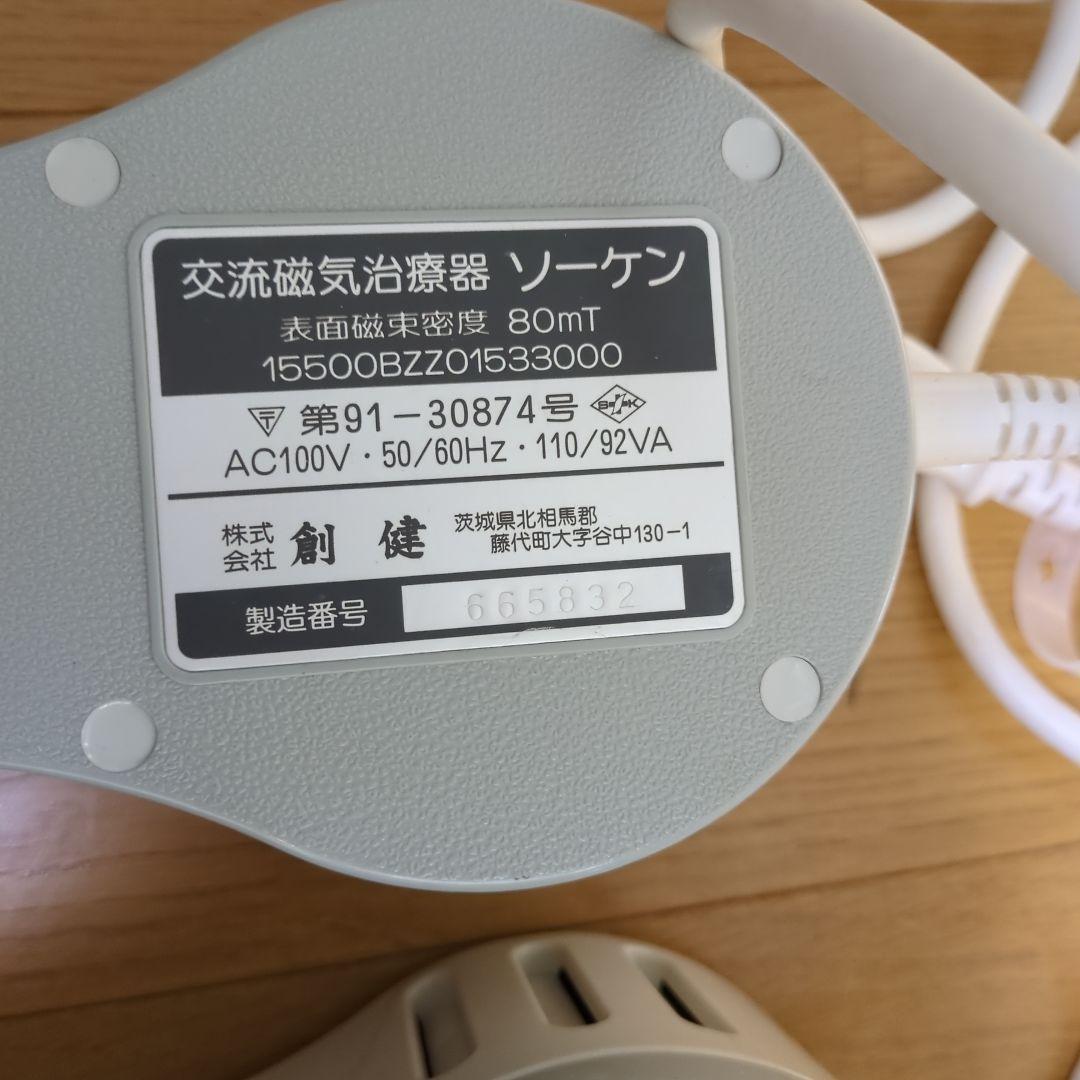 交流磁気治療器 ソーケン
表面磁束密度 80mT
15500BZZ01533000
〒 第91-30874号 S-JK
AC100V・50/60Hz・110/92VA
株式会社 創健
茨城県北相馬郡
藤代町大字谷中130-1
製造番号 665832